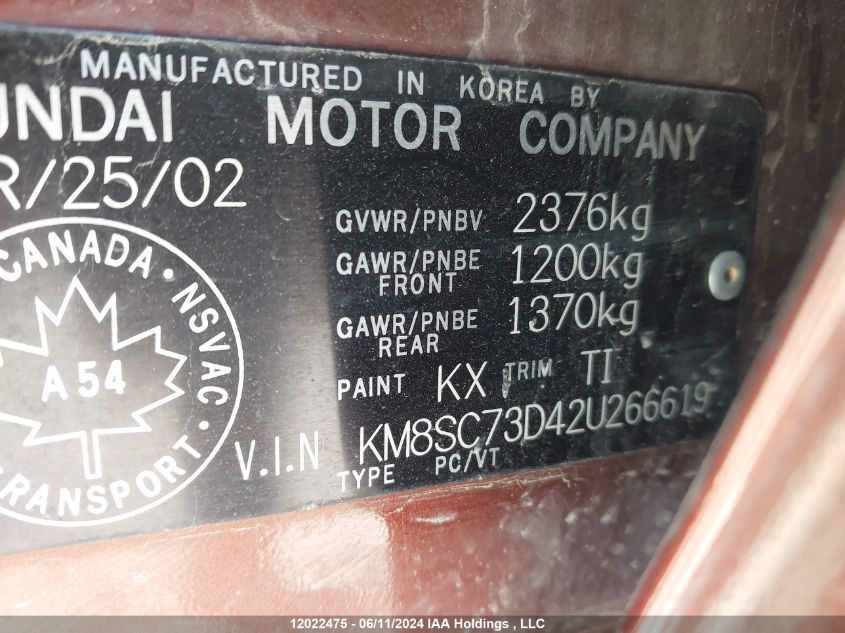 MANUFACTURED IN KOREA BY
UNDAI MOTOR COMPANY
R/25/02
GVWR/PNBV 2376kg
GAWR/PNBE FRONT 1200kg
GAWR/PNBE REAR 1370kg
PAINT KX TRIM TI
V.I.N KM8SC73D42U266619
TYPE PC/VT
CANADA · NSVAC ·
A 54
TRANSPORT
12022475 - 06/11/2024 IAA Holdings , LLC